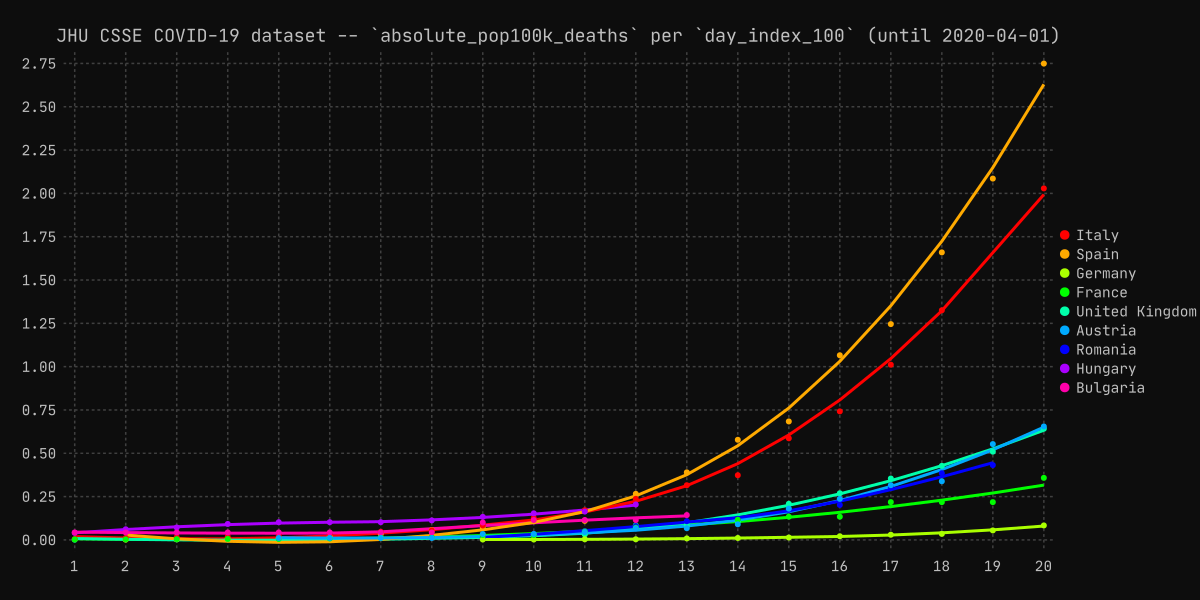 JHU CSSE COVID-19 dataset -- `absolute_pop100k_deaths` per `day_index_100` (until 2020-04-01)
2.75
2.50
2.25
2.00
1.75
1.50
1.25
1.00
0.75
0.50
0.25
0.00
1 2 3 4 5 6 7 8 9 10 11 12 13 14 15 16 17 18 19 20
Italy
Spain
Germany
France
United Kingdom
Austria
Romania
Hungary
Bulgaria